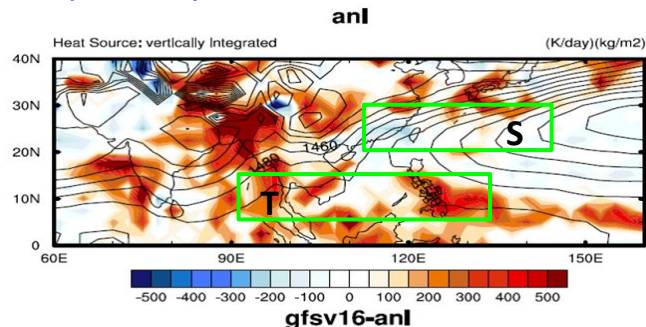 anl
Heat Source: vertically Integrated (K/day)(kg/m2)
40N
30N
20N
10N
0
S
T
1460
1480
60E 90E 120E 150E
-500 -400 -300 -200 -100 0 100 200 300 400 500
gfsv16-anl